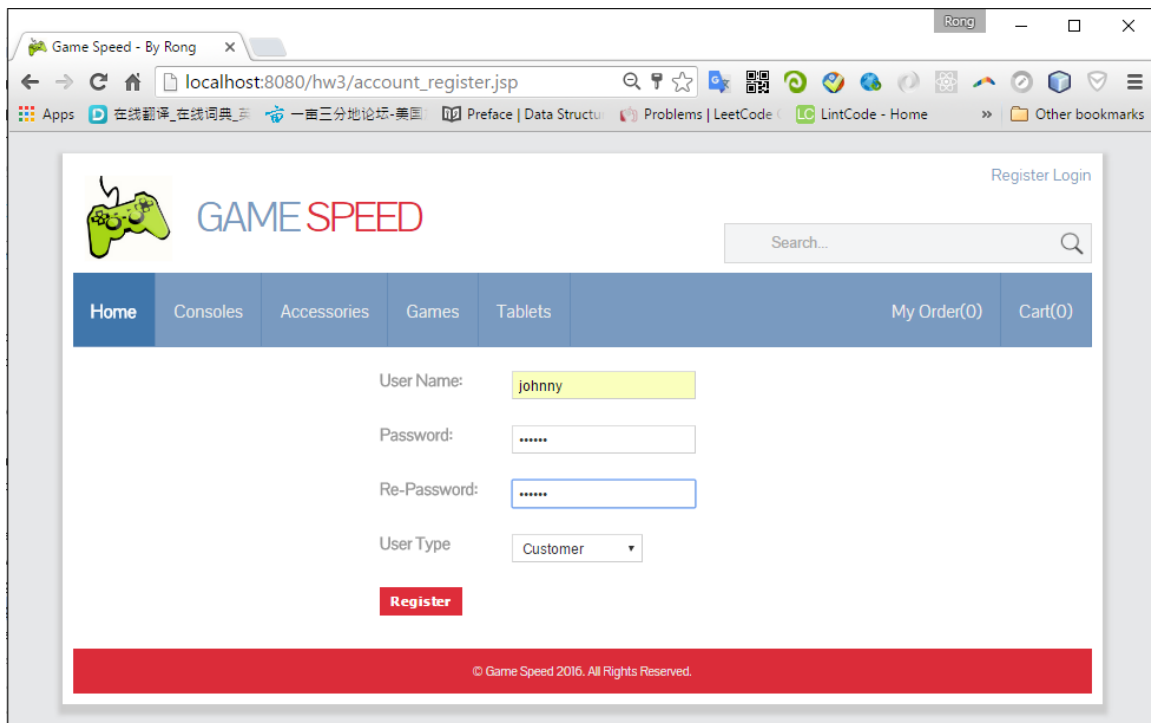 Rong
Game Speed - By Rong
localhost:8080/hw3/account_register.jsp
Apps
在线翻译_在线词典_英
一亩三分地论坛-美国
Preface | Data Structu
Problems | LeetCode
LC LintCode - Home
»
Other bookmarks
Register Login
GAME SPEED
Search...
Home Consoles Accessories Games Tablets My Order(0) Cart(0)
User Name: johnny
Password: ••••••
Re-Password: ••••••
User Type Customer
Register
© Game Speed 2016. All Rights Reserved.